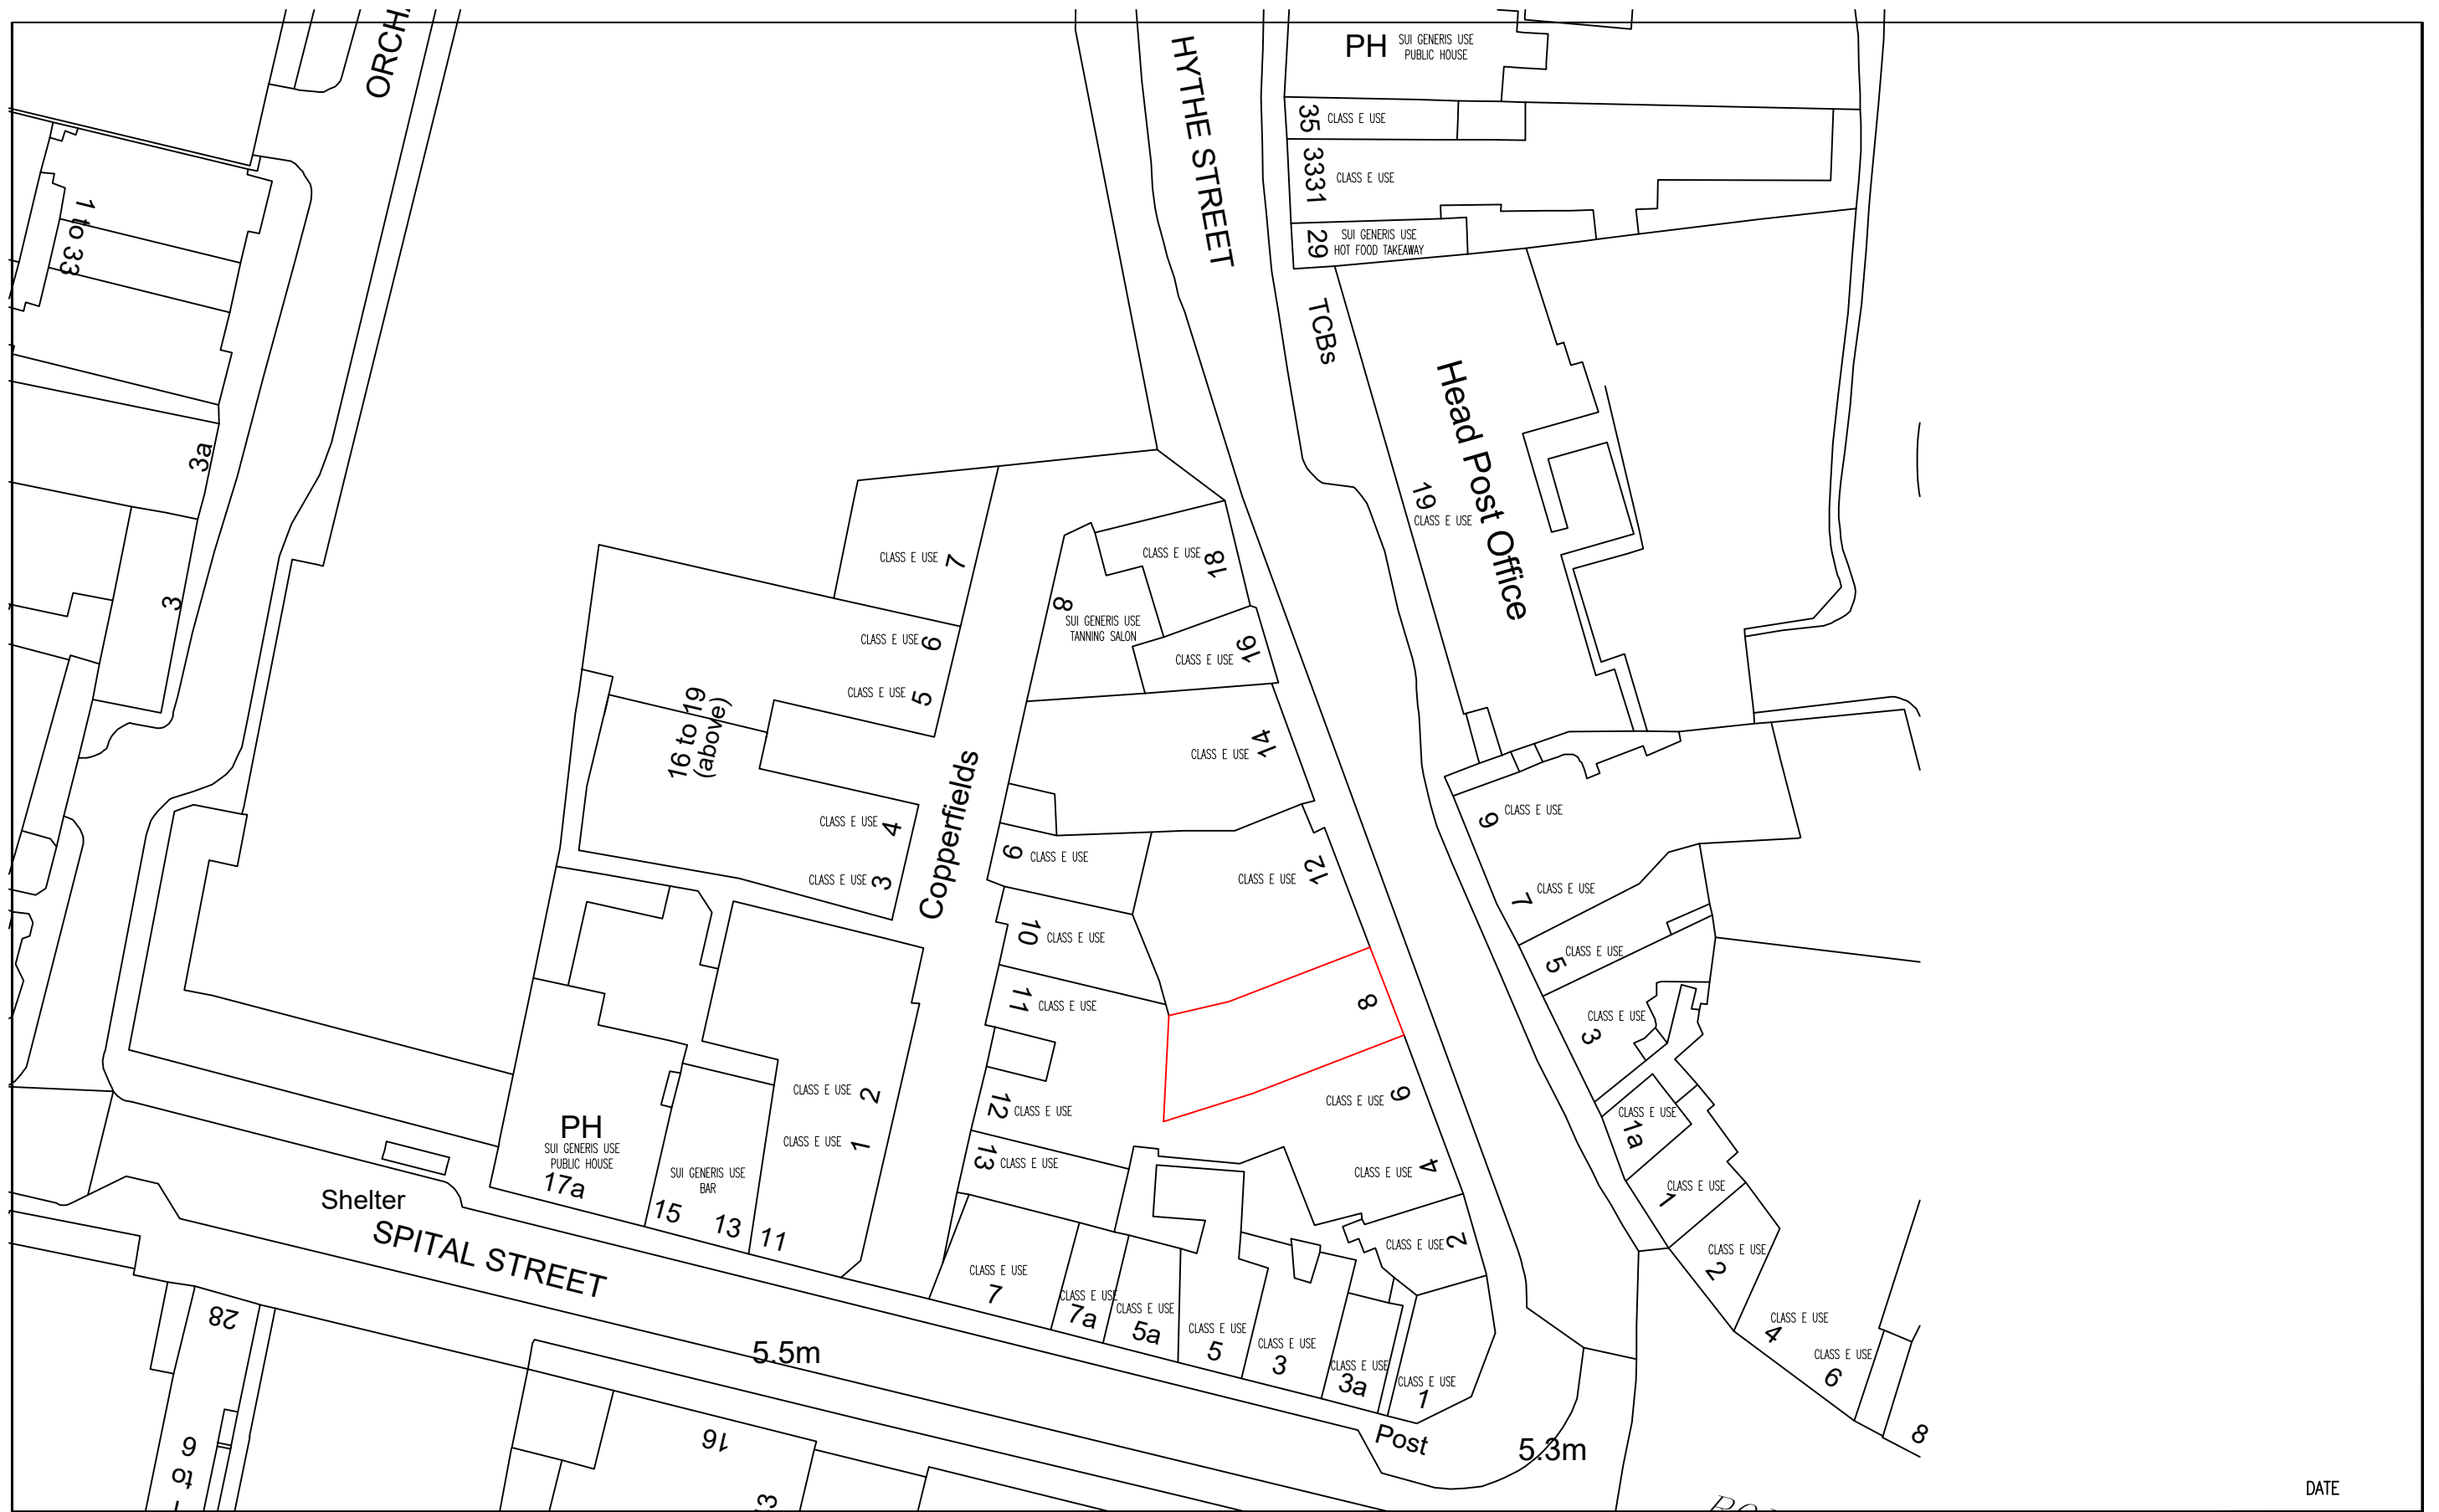 ORCH
HYTHE STREET
PH
SUI GENERIS USE
PUBLIC HOUSE
35
CLASS E USE
3331
CLASS E USE
29
SUI GENERIS USE
HOT FOOD TAKEAWAY
1 to 33
TCBs
Head Post Office
19
CLASS E USE
3a
3
CLASS E USE
7
CLASS E USE
6
CLASS E USE
5
16 to 19
(above)
CLASS E USE
4
CLASS E USE
3
Copperfields
CLASS E USE
18
8
SUI GENERIS USE
TANNING SALON
CLASS E USE
16
CLASS E USE
14
9
CLASS E USE
CLASS E USE
12
10
CLASS E USE
11
CLASS E USE
8
12
CLASS E USE
13
CLASS E USE
CLASS E USE
6
CLASS E USE
4
CLASS E USE
2
9
CLASS E USE
7
CLASS E USE
5
CLASS E USE
3
CLASS E USE
CLASS E USE
1a
CLASS E USE
1
CLASS E USE
2
CLASS E USE
4
CLASS E USE
6
8
CLASS E USE
2
CLASS E USE
1
PH
SUI GENERIS USE
PUBLIC HOUSE
17a
SUI GENERIS USE
BAR
15
13
11
Shelter
SPITAL STREET
CLASS E USE
7
CLASS E USE
7a
CLASS E USE
5a
CLASS E USE
5
CLASS E USE
3
CLASS E USE
3a
CLASS E USE
1
28
5.5m
Post
5.3m
16
6 to
DATE